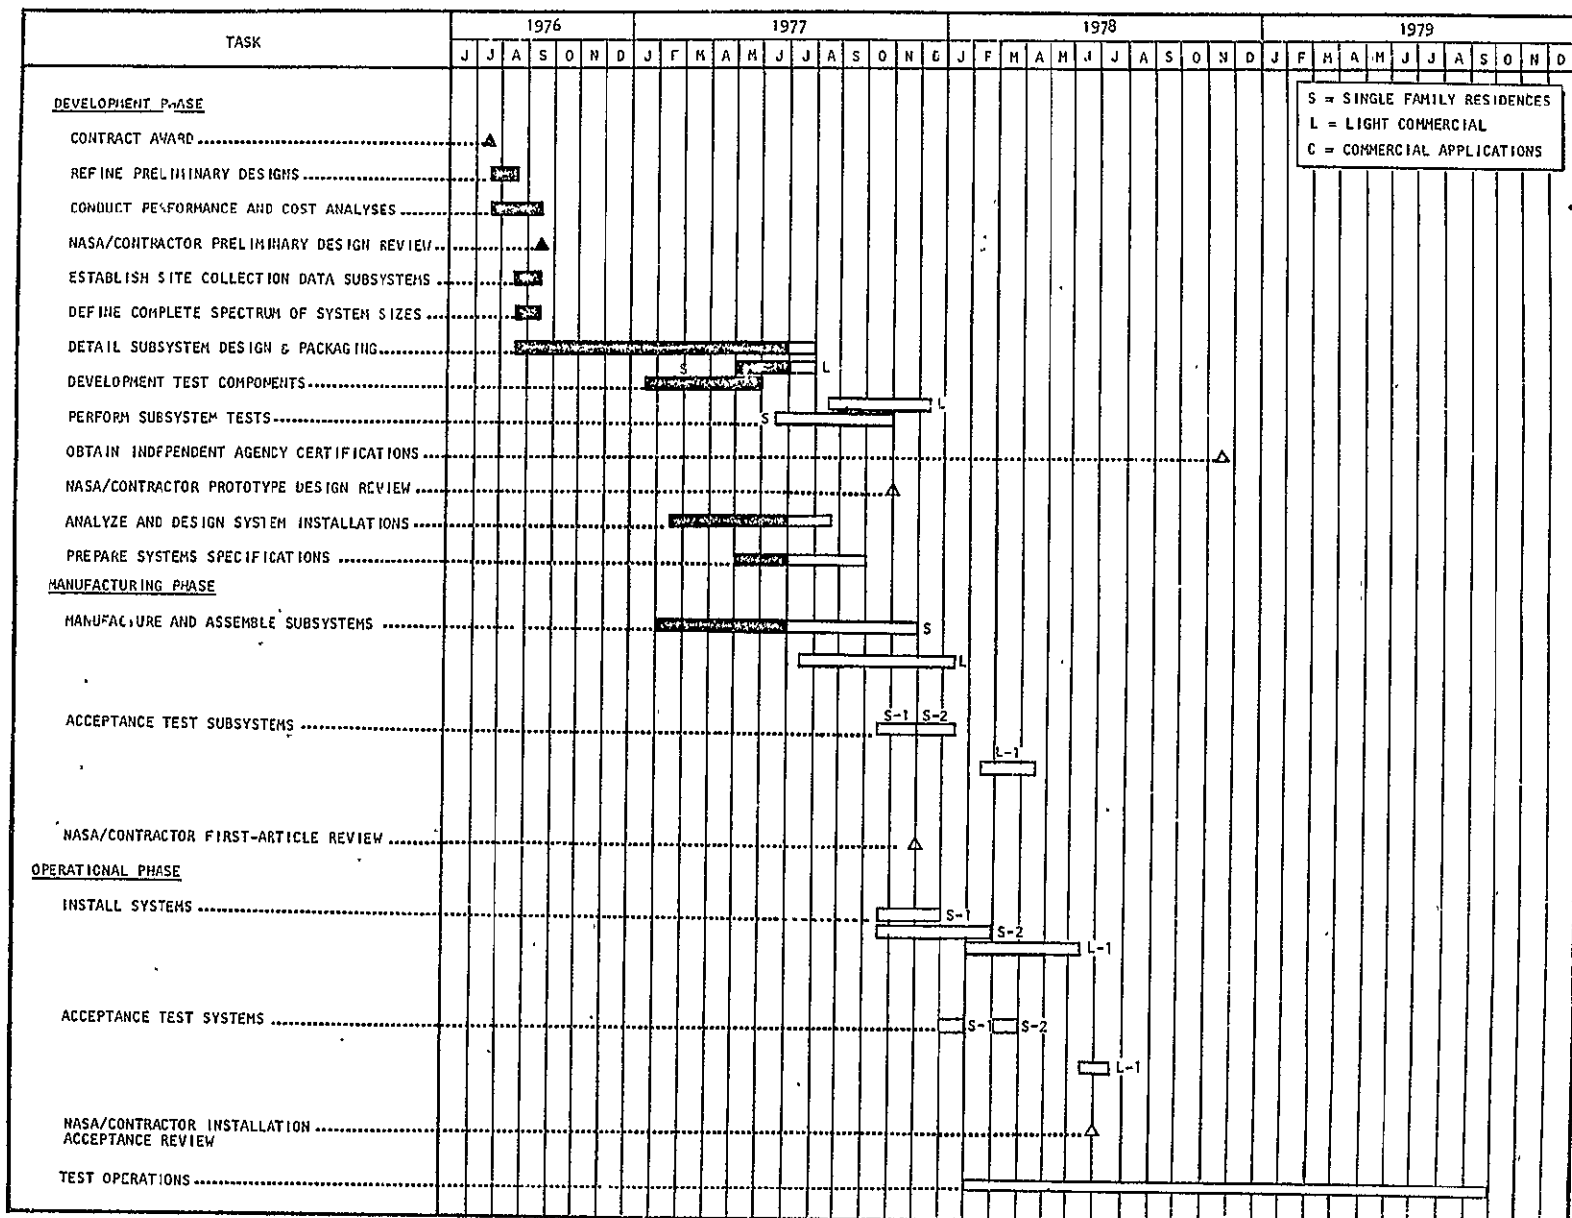 TASK
1976 1977 1978 1979
J J A S O N D J F M A M J J A S O N D J F M A M J J A S O N D J F M A M J J A S O N D
S = SINGLE FAMILY RESIDENCES
L = LIGHT COMMERCIAL
C = COMMERCIAL APPLICATIONS
DEVELOPMENT PHASE
CONTRACT AWARD
REFINE PRELIMINARY DESIGNS
CONDUCT PERFORMANCE AND COST ANALYSES
NASA/CONTRACTOR PRELIMINARY DESIGN REVIEW
ESTABLISH SITE COLLECTION DATA SUBSYSTEMS
DEFINE COMPLETE SPECTRUM OF SYSTEM SIZES
DETAIL SUBSYSTEM DESIGN & PACKAGING
S L
DEVELOPMENT TEST COMPONENTS
L
PERFORM SUBSYSTEM TESTS S
OBTAIN INDEPENDENT AGENCY CERTIFICATIONS
NASA/CONTRACTOR PROTOTYPE DESIGN REVIEW
ANALYZE AND DESIGN SYSTEM INSTALLATIONS
PREPARE SYSTEMS SPECIFICATIONS
MANUFACTURING PHASE
MANUFACTURE AND ASSEMBLE SUBSYSTEMS S
L
S-1 S-2
ACCEPTANCE TEST SUBSYSTEMS
L-1
NASA/CONTRACTOR FIRST-ARTICLE REVIEW
OPERATIONAL PHASE
INSTALL SYSTEMS S-1
S-2
L-1
ACCEPTANCE TEST SYSTEMS S-1 S-2
L-1
NASA/CONTRACTOR INSTALLATION
ACCEPTANCE REVIEW
TEST OPERATIONS